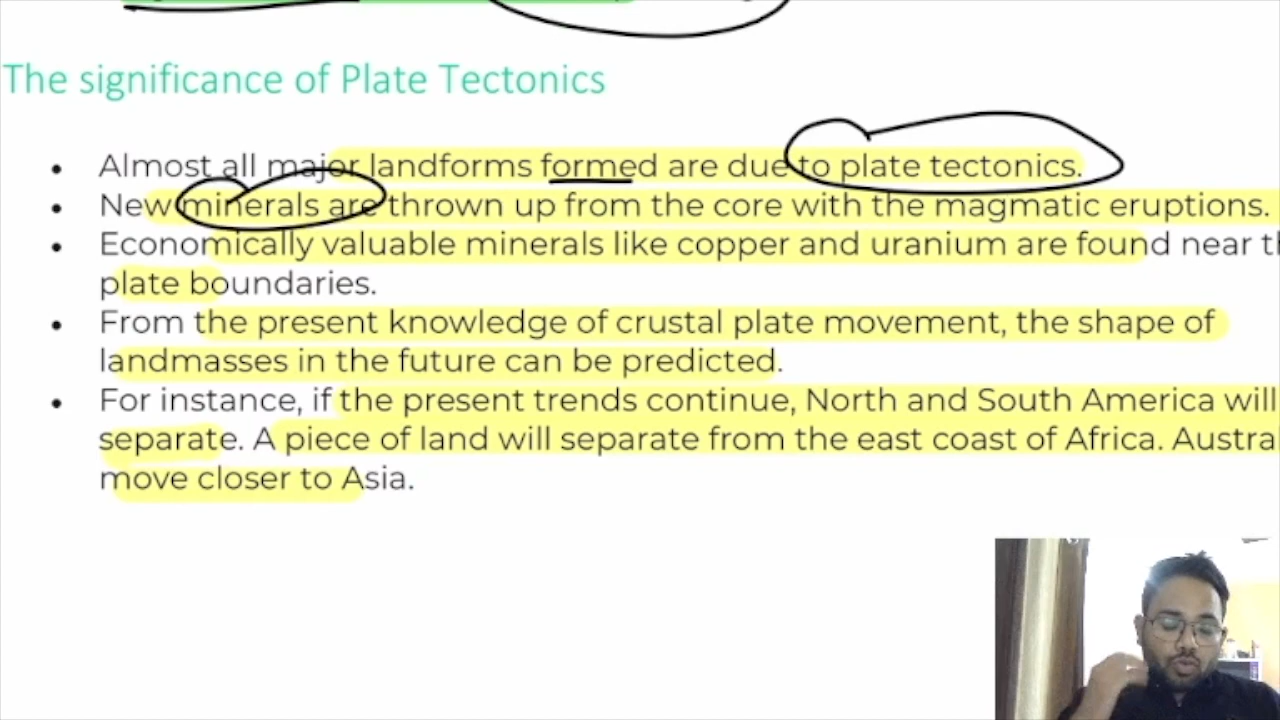 The significance of Plate Tectonics
• Almost all major landforms formed are due to plate tectonics.
• New minerals are thrown up from the core with the magmatic eruptions.
• Economically valuable minerals like copper and uranium are found near
plate boundaries.
• From the present knowledge of crustal plate movement, the shape of
landmasses in the future can be predicted.
• For instance, if the present trends continue, North and South America will
separate. A piece of land will separate from the east coast of Africa.
move closer to Asia.